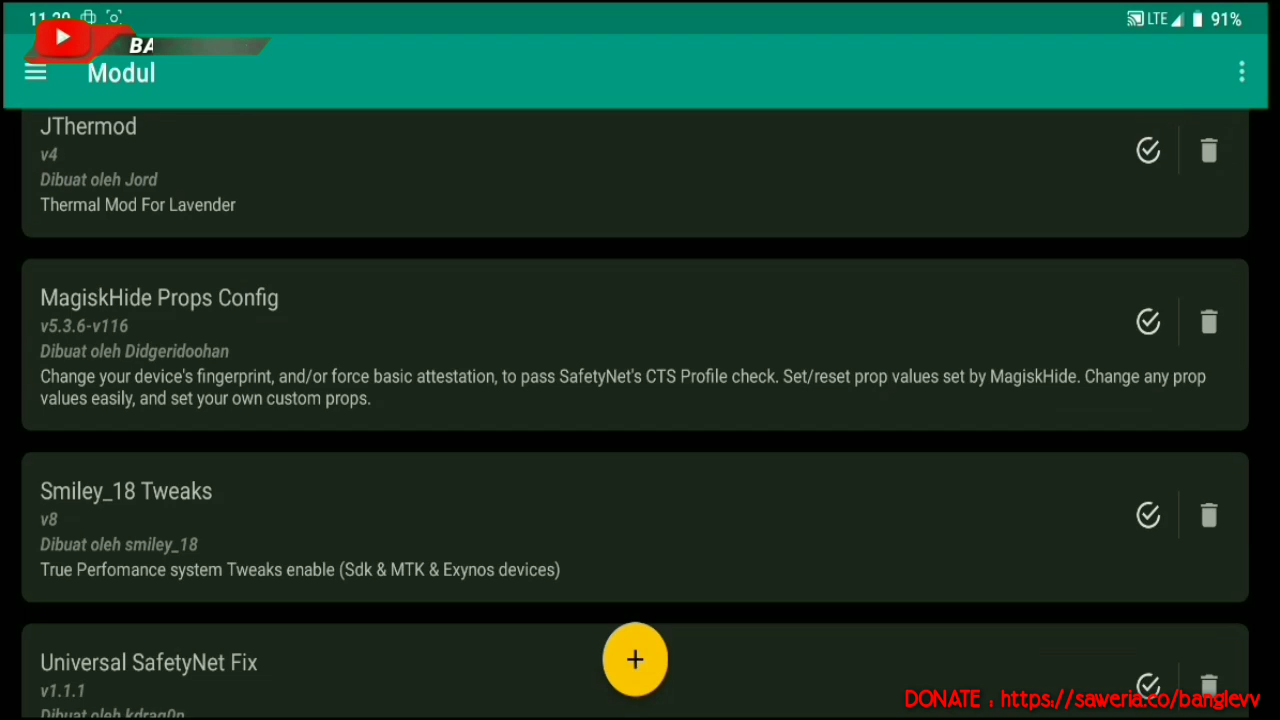 11.29 LTE 91%
BA
Modul
JThermod
v4
Dibuat oleh Jord
Thermal Mod For Lavender
MagiskHide Props Config
v5.3.6-v116
Dibuat oleh Didgeridoohan
Change your device's fingerprint, and/or force basic attestation, to pass SafetyNet's CTS Profile check. Set/reset prop values set by MagiskHide. Change any prop
values easily, and set your own custom props.
Smiley_18 Tweaks
v8
Dibuat oleh smiley_18
True Perfomance system Tweaks enable (Sdk & MTK & Exynos devices)
Universal SafetyNet Fix
v1.1.1
Dibuat oleh kdrag0n
DONATE : https://saweria.co/banglevv